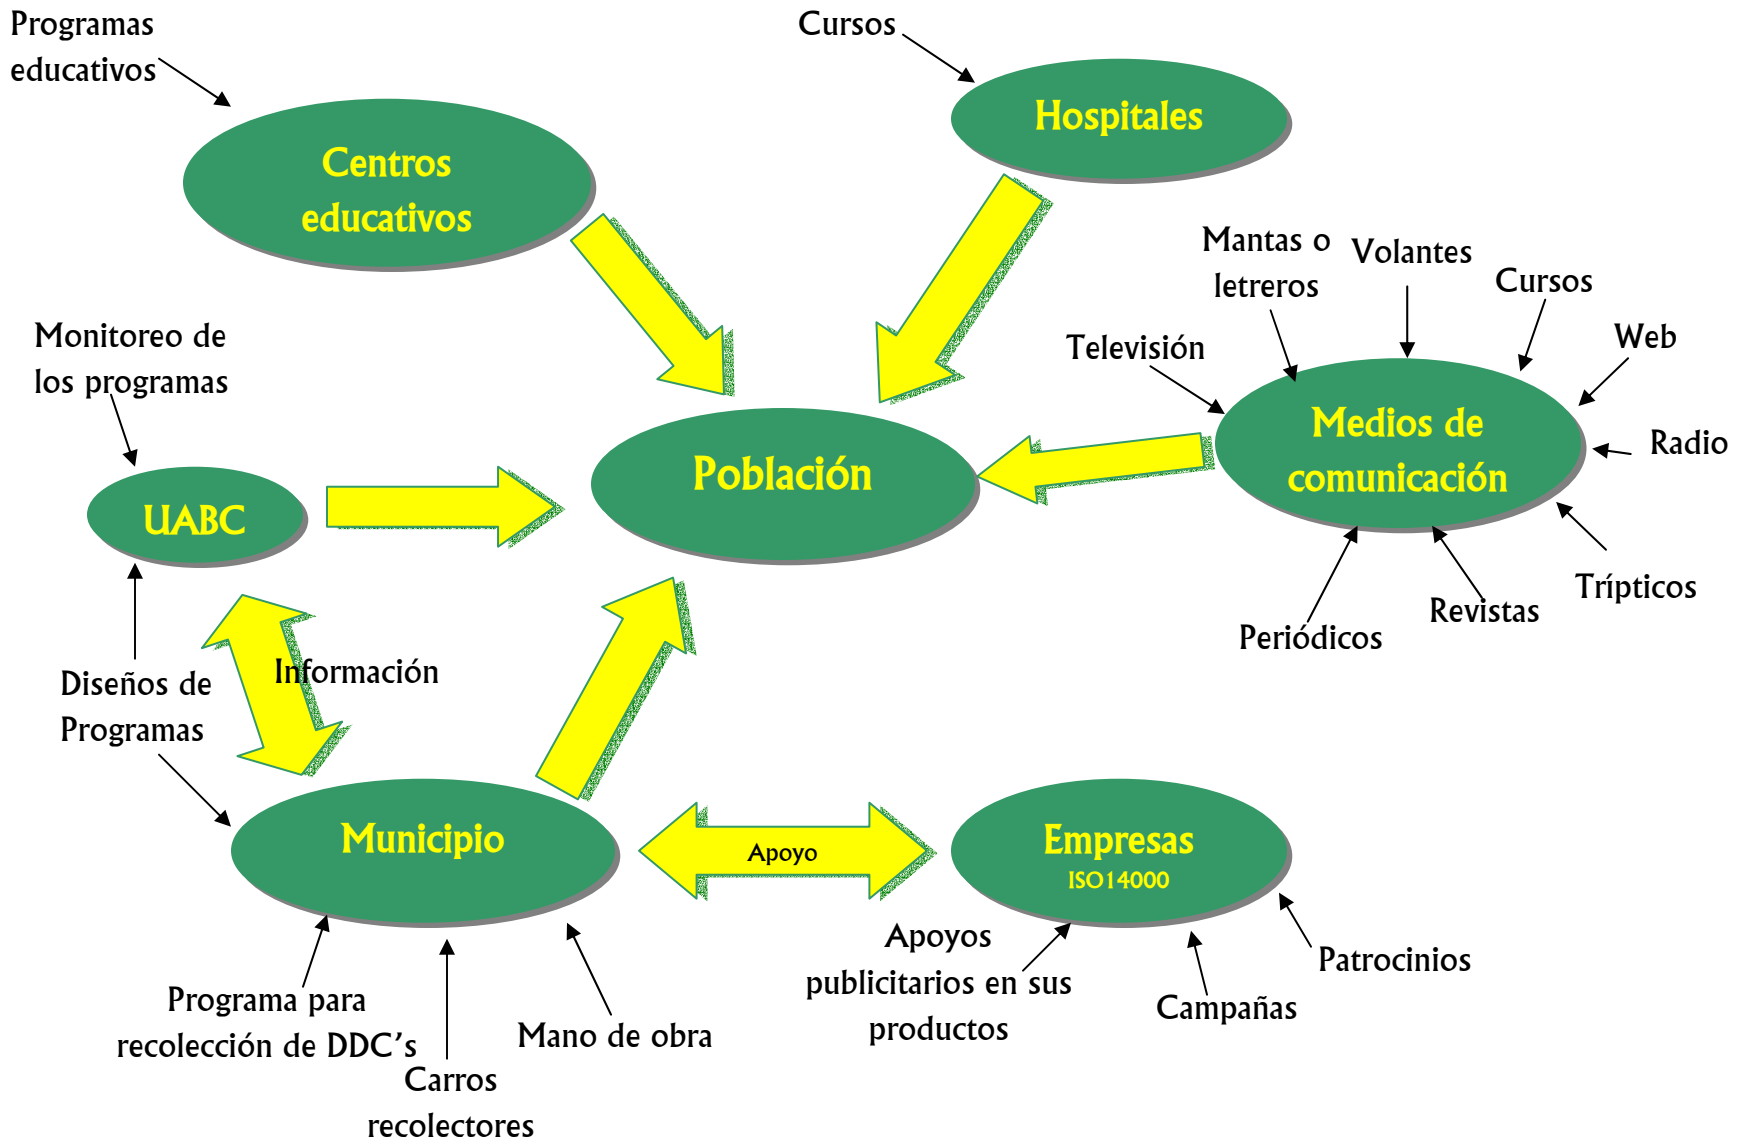 Programas
educativos
Cursos
Hospitales
Centros
educativos
Mantas o
letreros
Volantes
Cursos
Web
Televisión
Radio
Medios de
comunicación
Monitoreo de
los programas
Población
UABC
Trípticos
Revistas
Periódicos
Información
Diseños de
Programas
Municipio
Apoyo
Empresas
ISO14000
Apoyos
publicitarios en sus
productos
Patrocinios
Campañas
Programa para
recolección de DDC’s
Mano de obra
Carros
recolectores